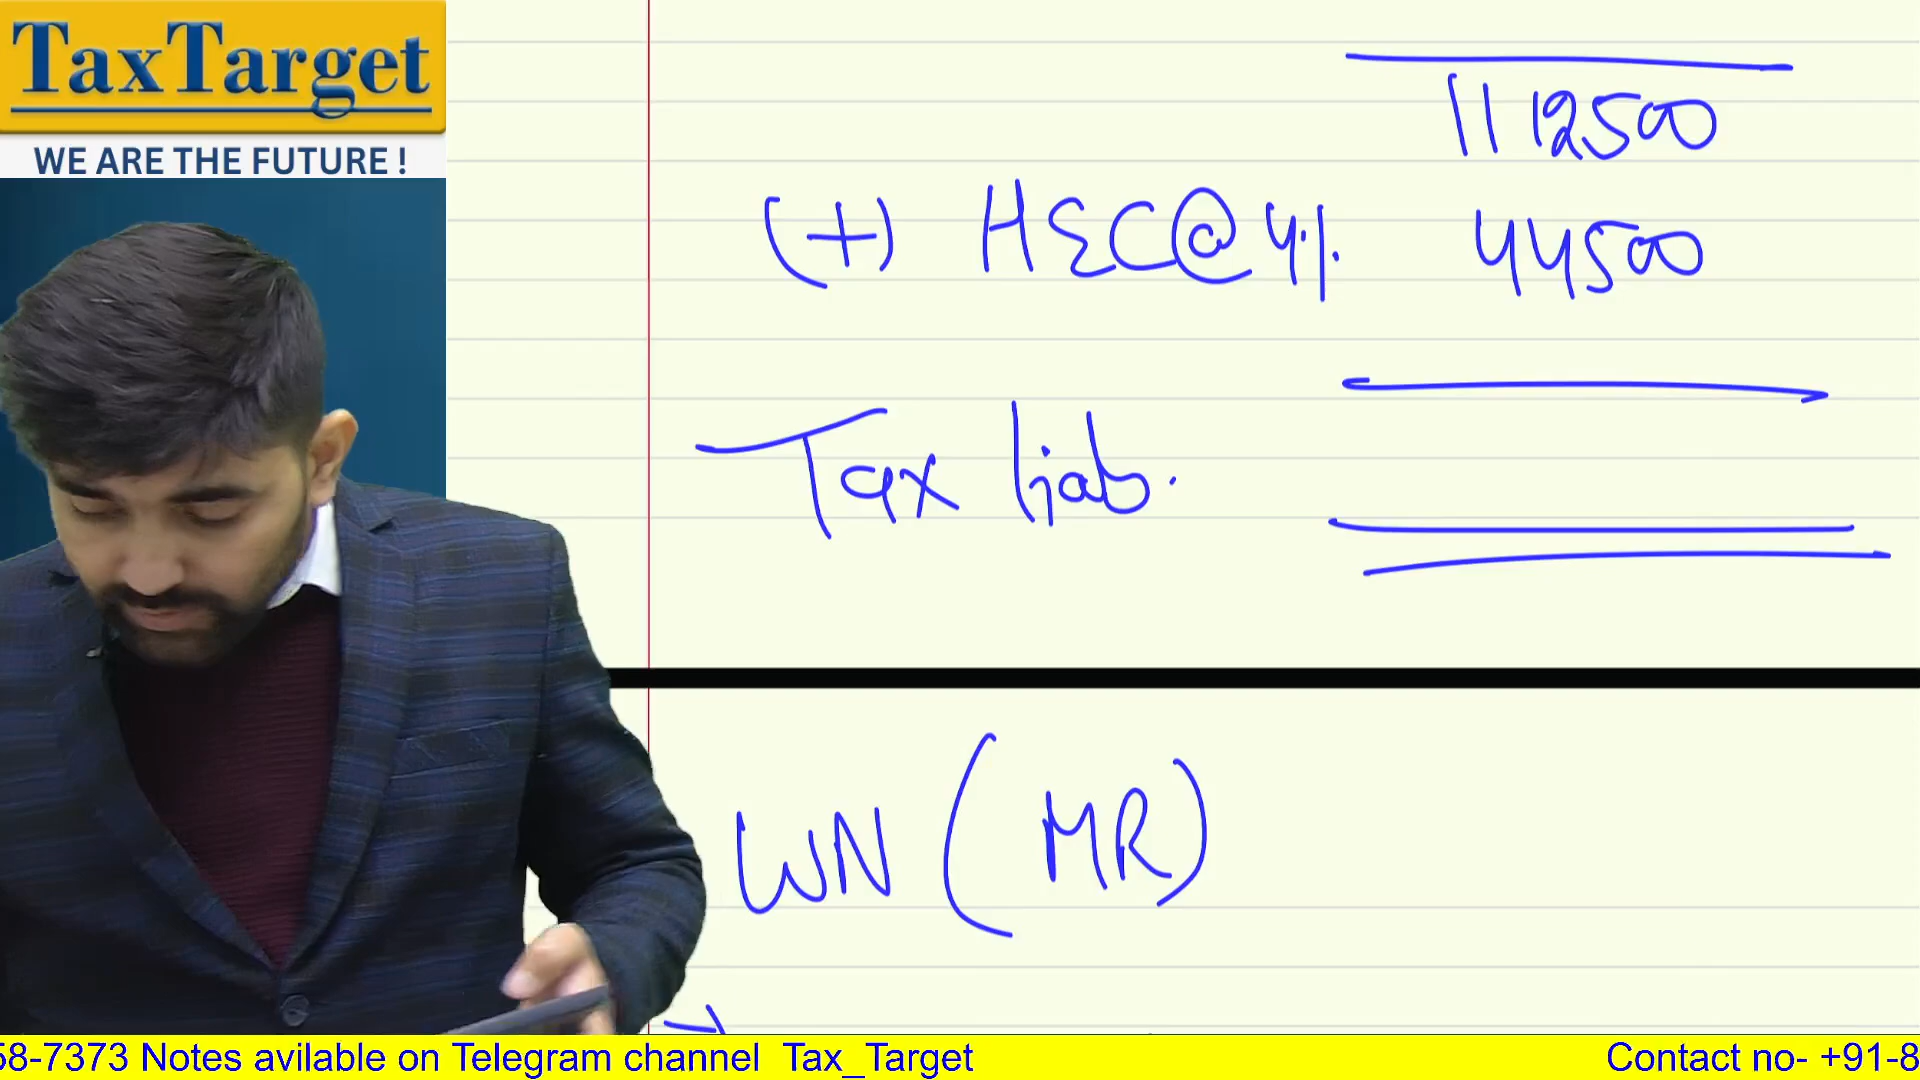 TaxTarget
WE ARE THE FUTURE !
1112500
(+) H&EC@4% 44500
Tax liab.
WN (MR)
58-7373 Notes avilable on Telegram channel Tax_Target
Contact no- +91-8